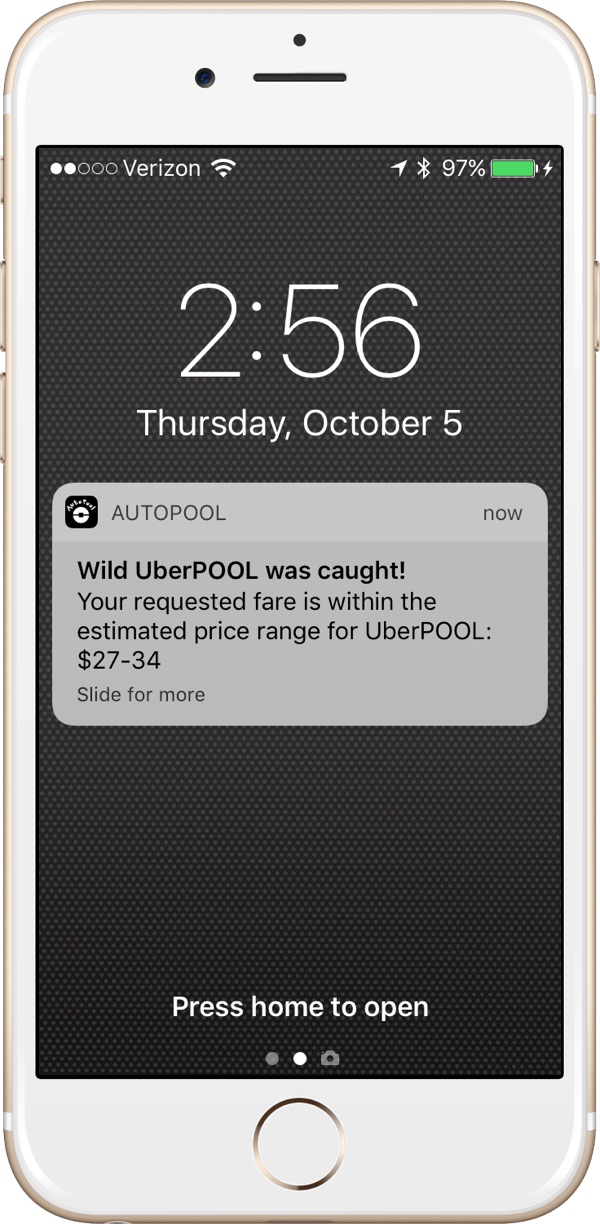 Verizon 97%
2:56
Thursday, October 5
AutoPool
AUTOPOOL now
Wild UberPOOL was caught!
Your requested fare is within the
estimated price range for UberPOOL:
$27-34
Slide for more
Press home to open